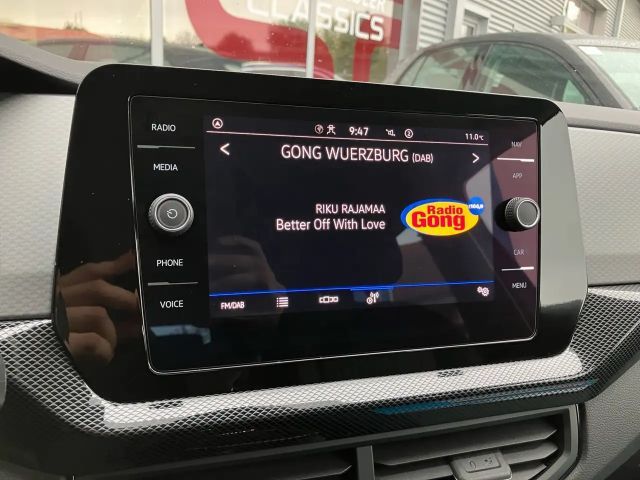 CLASSICS
RADIO
MEDIA
PHONE
VOICE
9:47
11.0°C
< GONG WUERZBURG (DAB) >
RIKU RAJAMAA
Better Off With Love
Radio
Gong
FM/DAB
NAV
APP
CAR
MENU